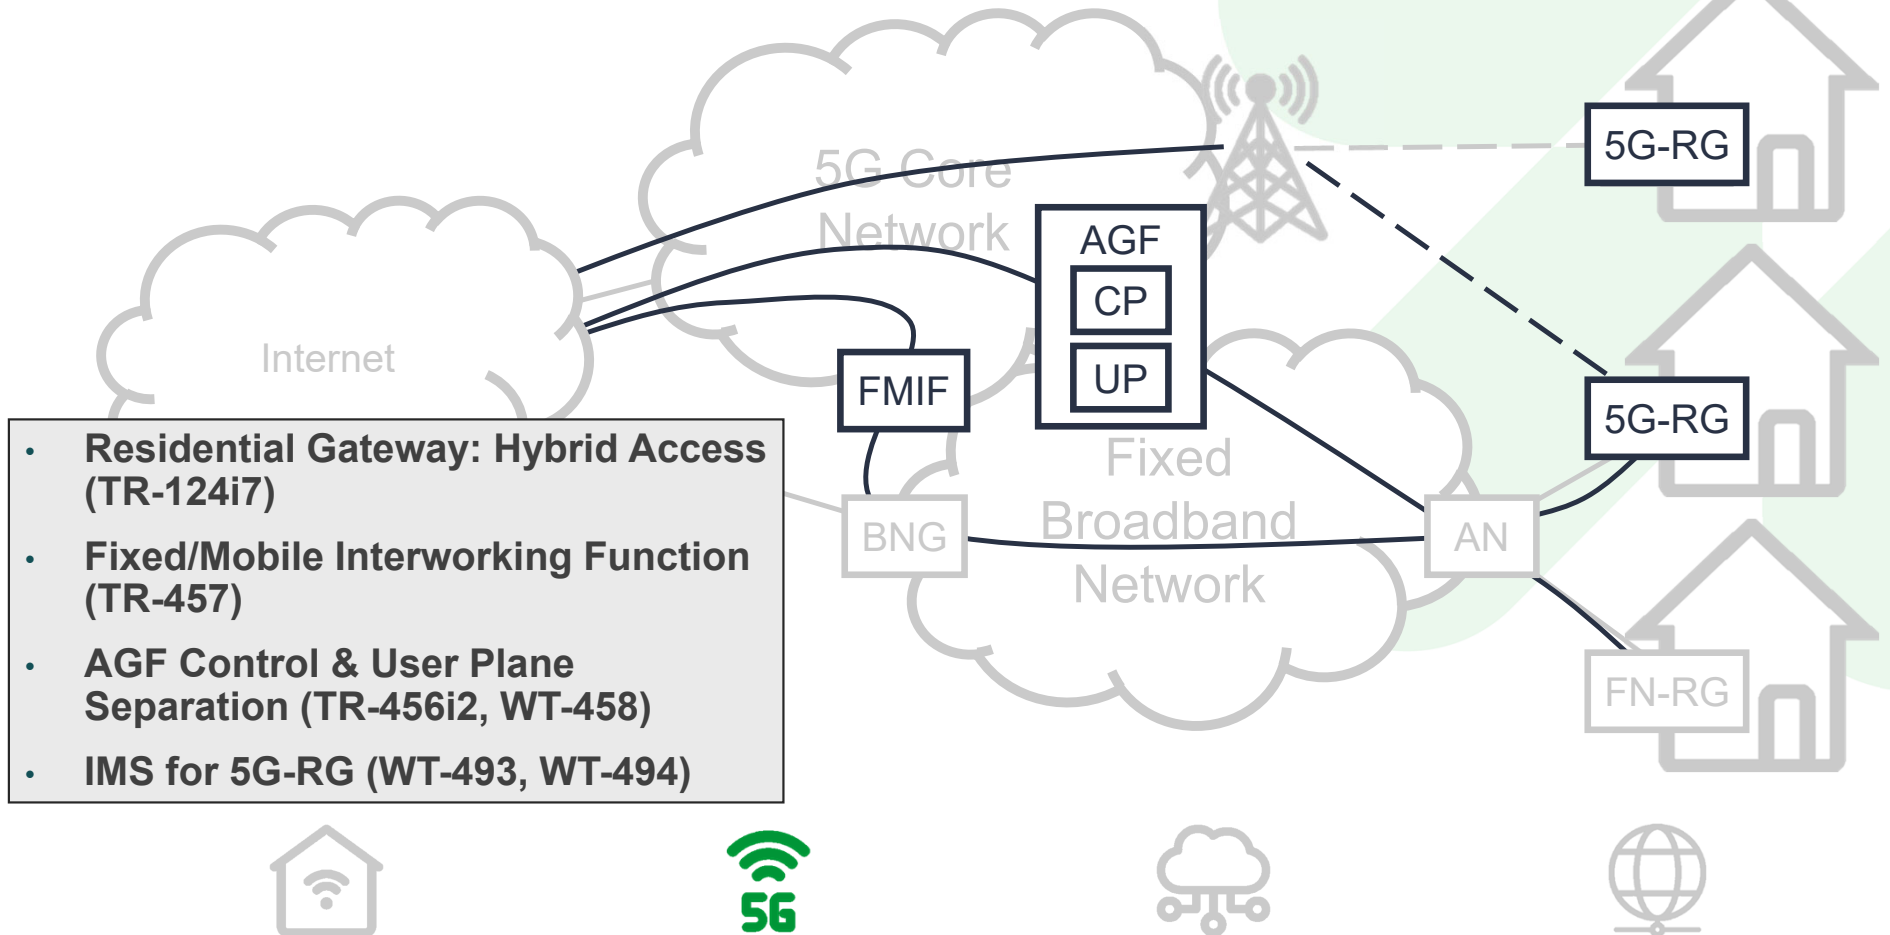 5G Core
Network
5G-RG
AGF
CP
UP
Internet
FMIF
5G-RG
Fixed
Broadband
Network
BNG
AN
FN-RG
• Residential Gateway: Hybrid Access
(TR-124i7)
• Fixed/Mobile Interworking Function
(TR-457)
• AGF Control & User Plane
Separation (TR-456i2, WT-458)
• IMS for 5G-RG (WT-493, WT-494)
5G